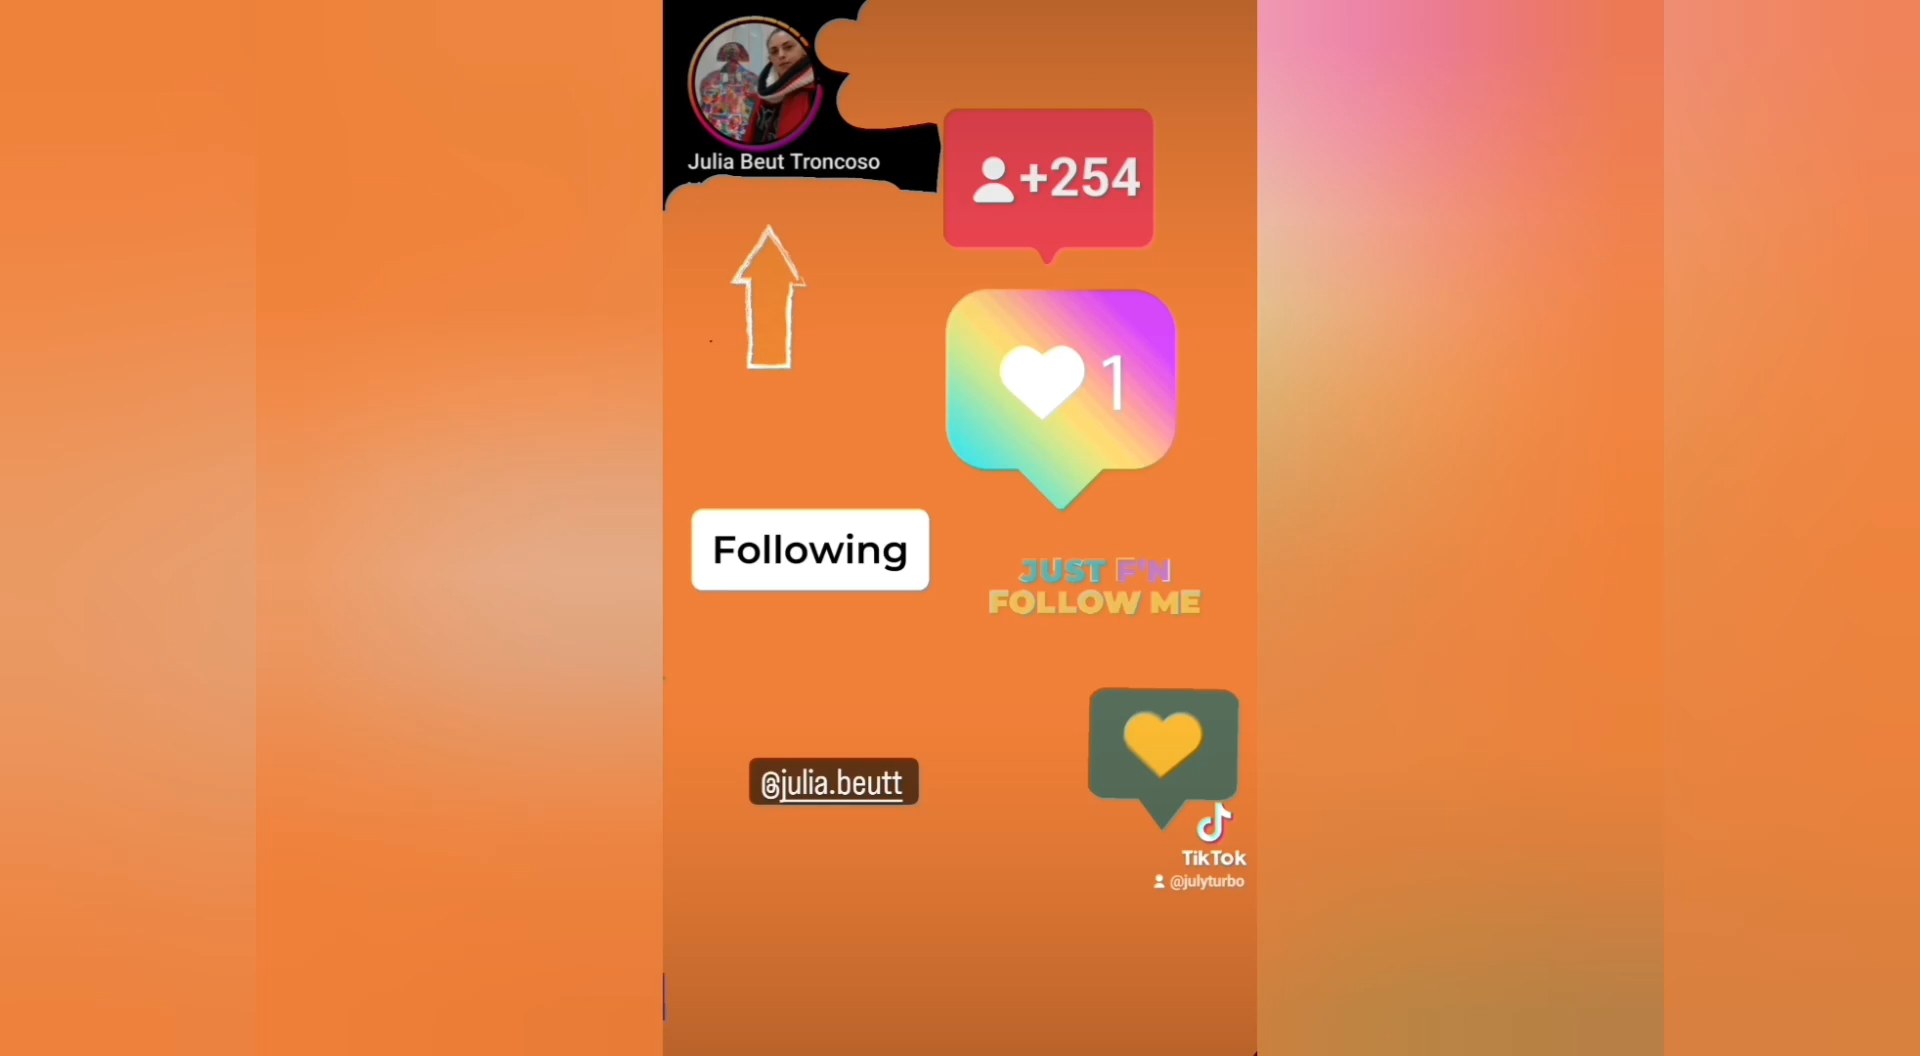 Julia Beut Troncoso
+254
1
Following
JUST F'N
FOLLOW ME
@julia.beutt
TikTok
@julyturbo